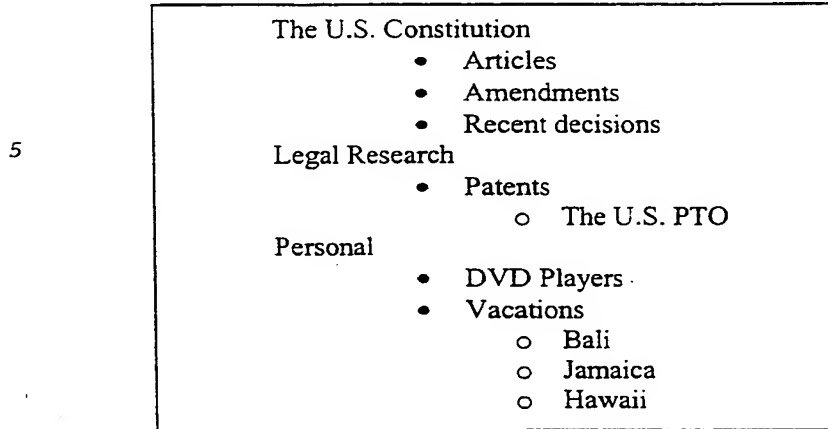 The U.S. Constitution
• Articles
• Amendments
• Recent decisions
5
Legal Research
• Patents
o The U.S. PTO
Personal
• DVD Players
• Vacations
o Bali
o Jamaica
o Hawaii